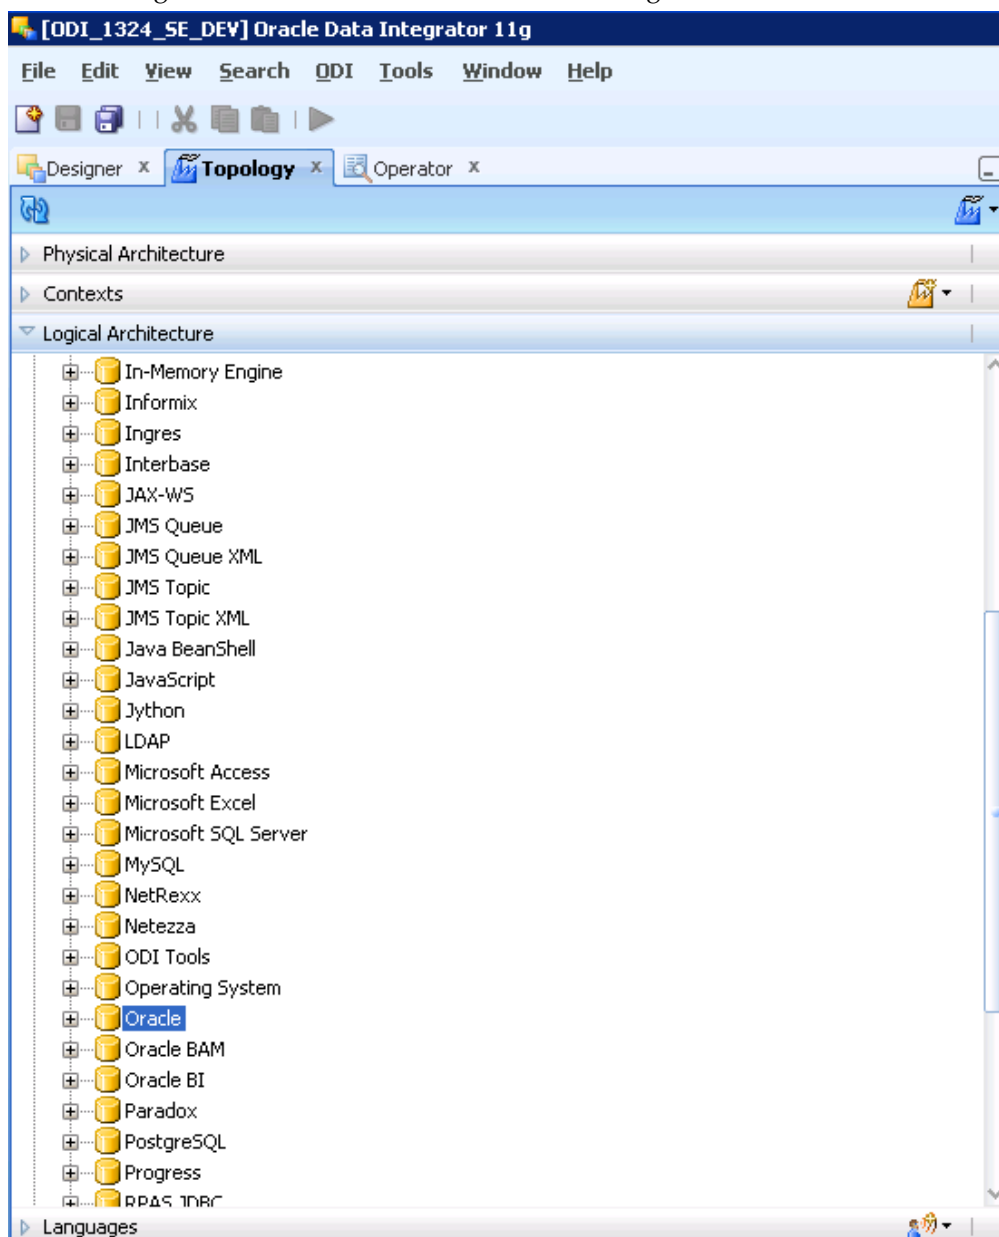 [ODI_1324_SE_DEV] Oracle Data Integrator 11g
File Edit View Search ODI Tools Window Help
Designer x Topology x Operator x
Physical Architecture
Contexts
Logical Architecture
In-Memory Engine
Informix
Ingres
Interbase
JAX-WS
JMS Queue
JMS Queue XML
JMS Topic
JMS Topic XML
Java BeanShell
JavaScript
Jython
LDAP
Microsoft Access
Microsoft Excel
Microsoft SQL Server
MySQL
NetRexx
Netezza
ODI Tools
Operating System
Oracle
Oracle BAM
Oracle BI
Paradox
PostgreSQL
Progress
RPAS JDBC
Languages